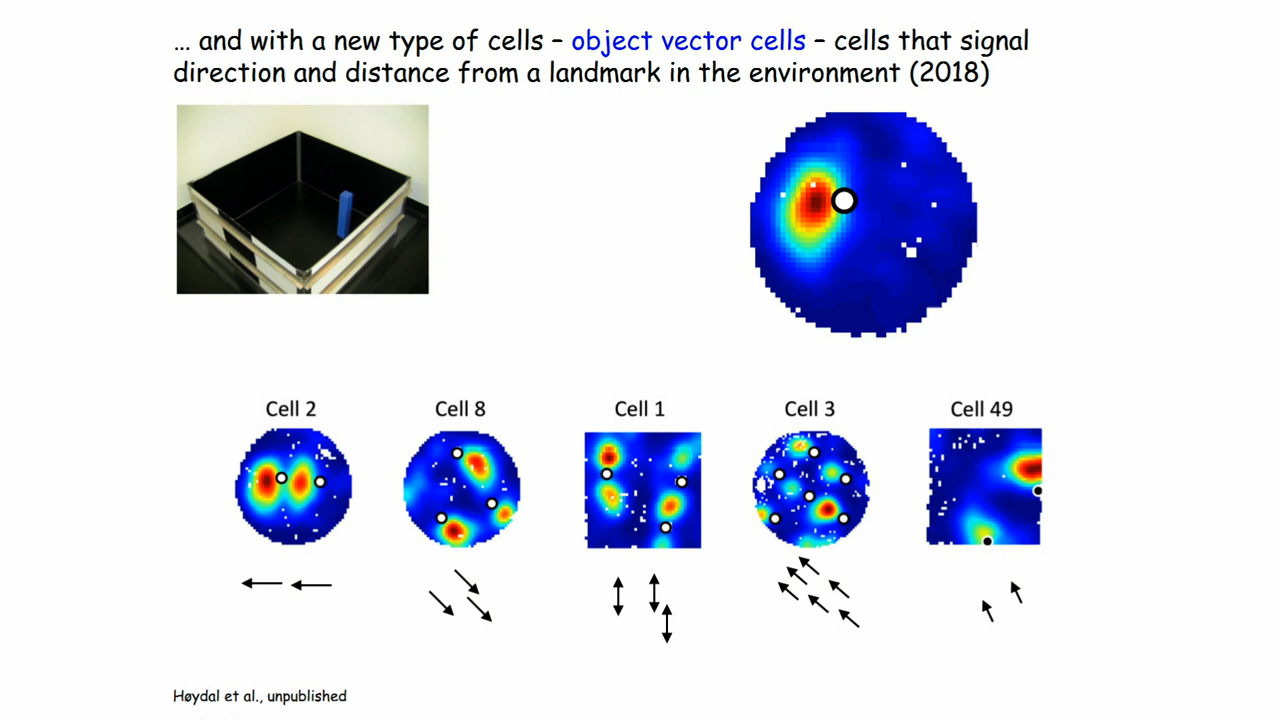 … and with a new type of cells – object vector cells – cells that signal
direction and distance from a landmark in the environment (2018)
Cell 2
Cell 8
Cell 1
Cell 3
Cell 49
Høydal et al., unpublished